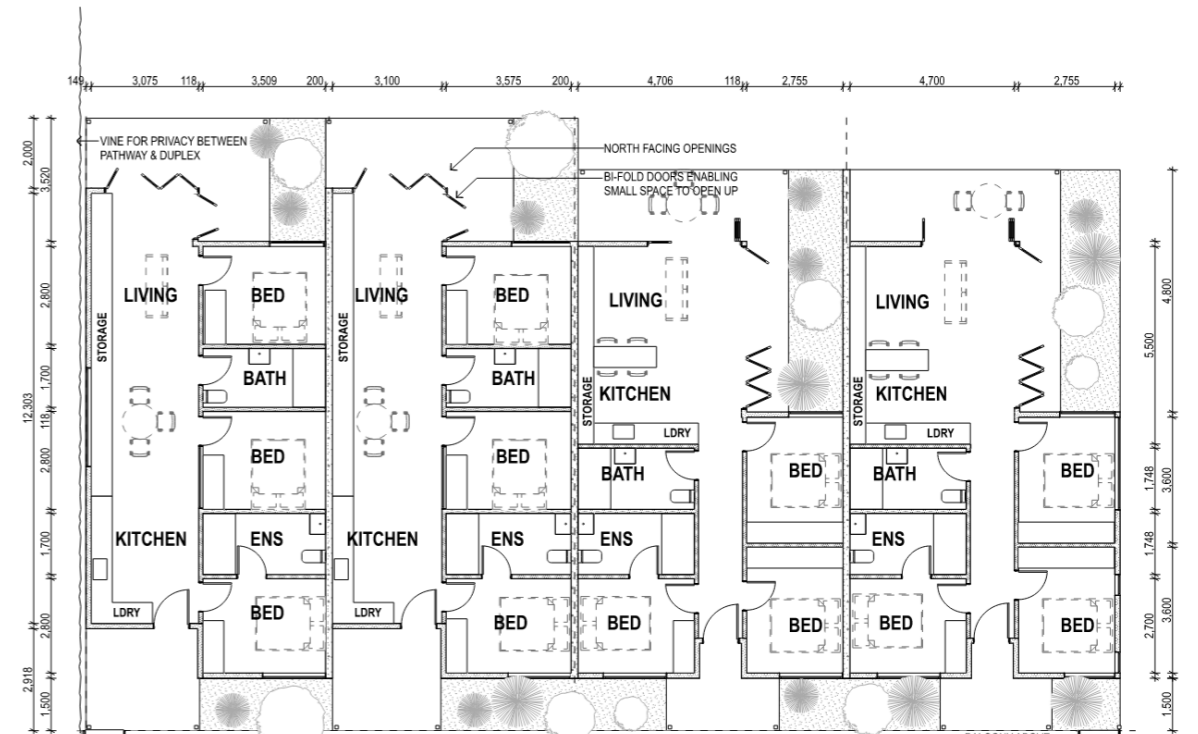 149 3,075 118 3,509 200 3,100 3,575 200 4,706 118 2,755 4,700 2,755
VINE FOR PRIVACY BETWEEN
PATHWAY & DUPLEX
NORTH FACING OPENINGS
BI-FOLD DOORS ENABLING
SMALL SPACE TO OPEN UP
2,000
3,520
2,800
1,700
12,303
118
2,800
1,700
2,800
2,918
1,500
LIVING
BED
STORAGE
BATH
BED
KITCHEN
ENS
BED
LDRY
LIVING
BED
STORAGE
BATH
BED
KITCHEN
ENS
BED
LDRY
LIVING
STORAGE
KITCHEN
LDRY
BATH
BED
ENS
BED
BED
LIVING
STORAGE
KITCHEN
LDRY
BATH
BED
ENS
BED
BED
4,800
5,500
1,748
3,600
1,748
2,700
3,600
1,500